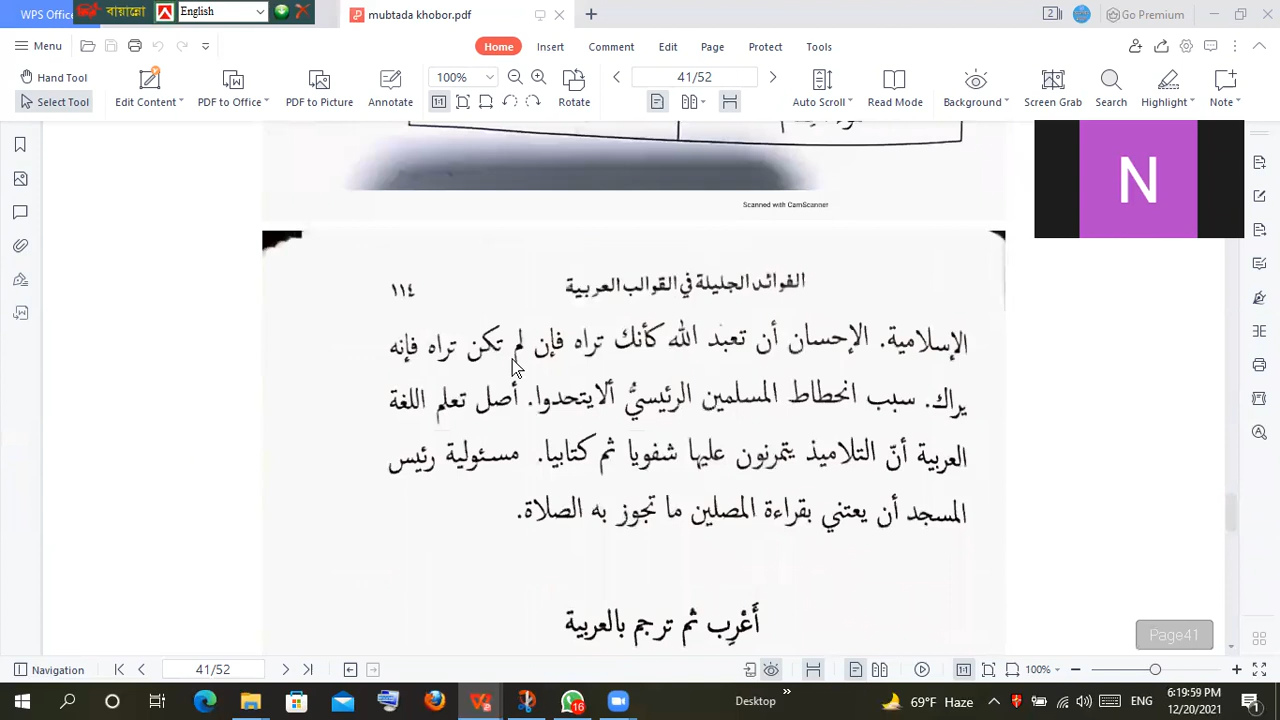 WPS Office
বায়ান্নো
English
mubtada khobor.pdf
2
Go Premium
Menu
Home
Insert
Comment
Edit
Page
Protect
Tools
Hand Tool
Select Tool
Edit Content
PDF to Office
PDF to Picture
Annotate
100%
Rotate
41/52
Auto Scroll
Read Mode
Background
Screen Grab
Search
Highlight
Note
N
Scanned with CamScanner
الفوائد الجليلة في القوالب العربية
١١٤
الإسلامية. الإحسان أن تعبد الله كأنك تراه فإن لم تكن تراه فإنه
يراك. سبب انحطاط المسلمين الرئيسيُّ ألايتحدوا. أصل تعلم اللغة
العربية أنّ التلاميذ يتمرنون عليها شفويا ثم كتابيا. مسئولية رئيس
المسجد أن يعتني بقراءة المصلين ما تجوز به الصلاة.
أَعْرِب ثم ترجم بالعربية
Page41
Navigation
41/52
100%
16
Desktop
69°F Haze
8:19:59 PM
12/20/2021